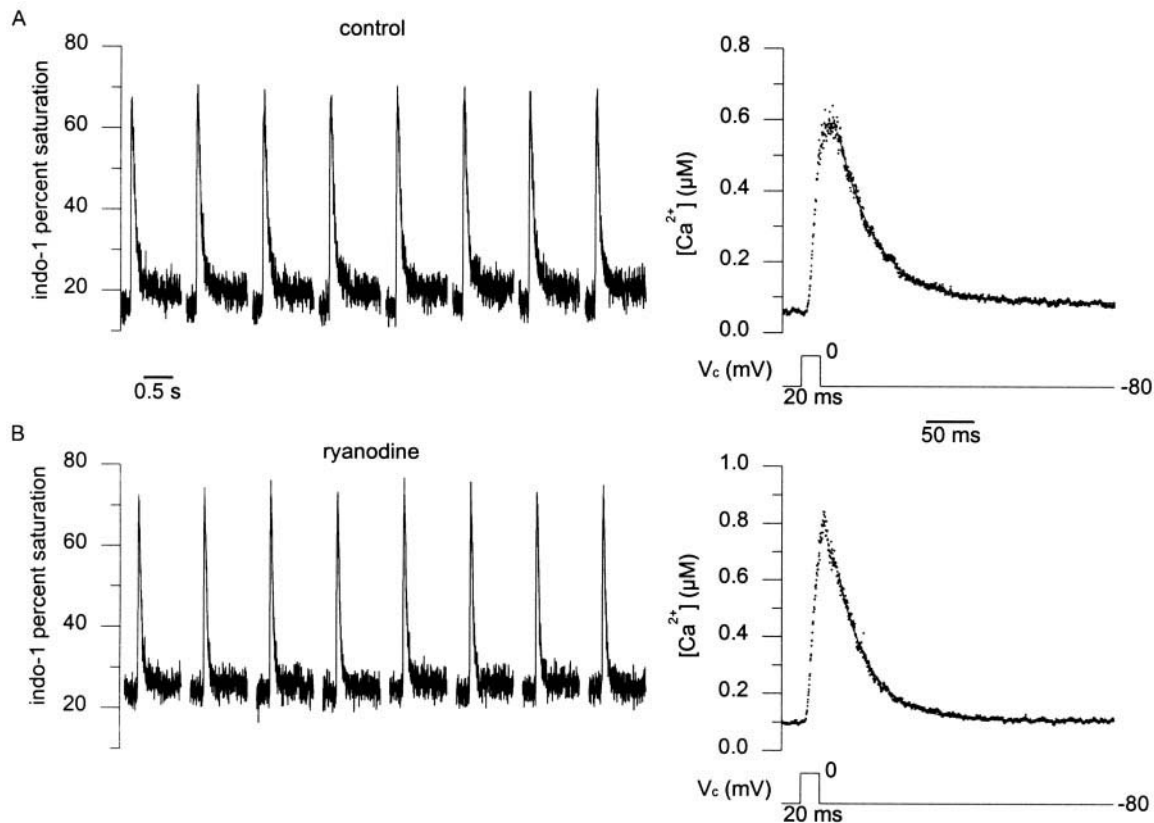 A
control
indo-1 percent saturation
80
60
40
20
0.5 s
[Ca²⁺] (µM)
0.8
0.6
0.4
0.2
0.0
Vc (mV)
0
-80
20 ms
50 ms
B
ryanodine
indo-1 percent saturation
80
60
40
20
[Ca²⁺] (µM)
1.0
0.8
0.6
0.4
0.2
0.0
Vc (mV)
0
-80
20 ms